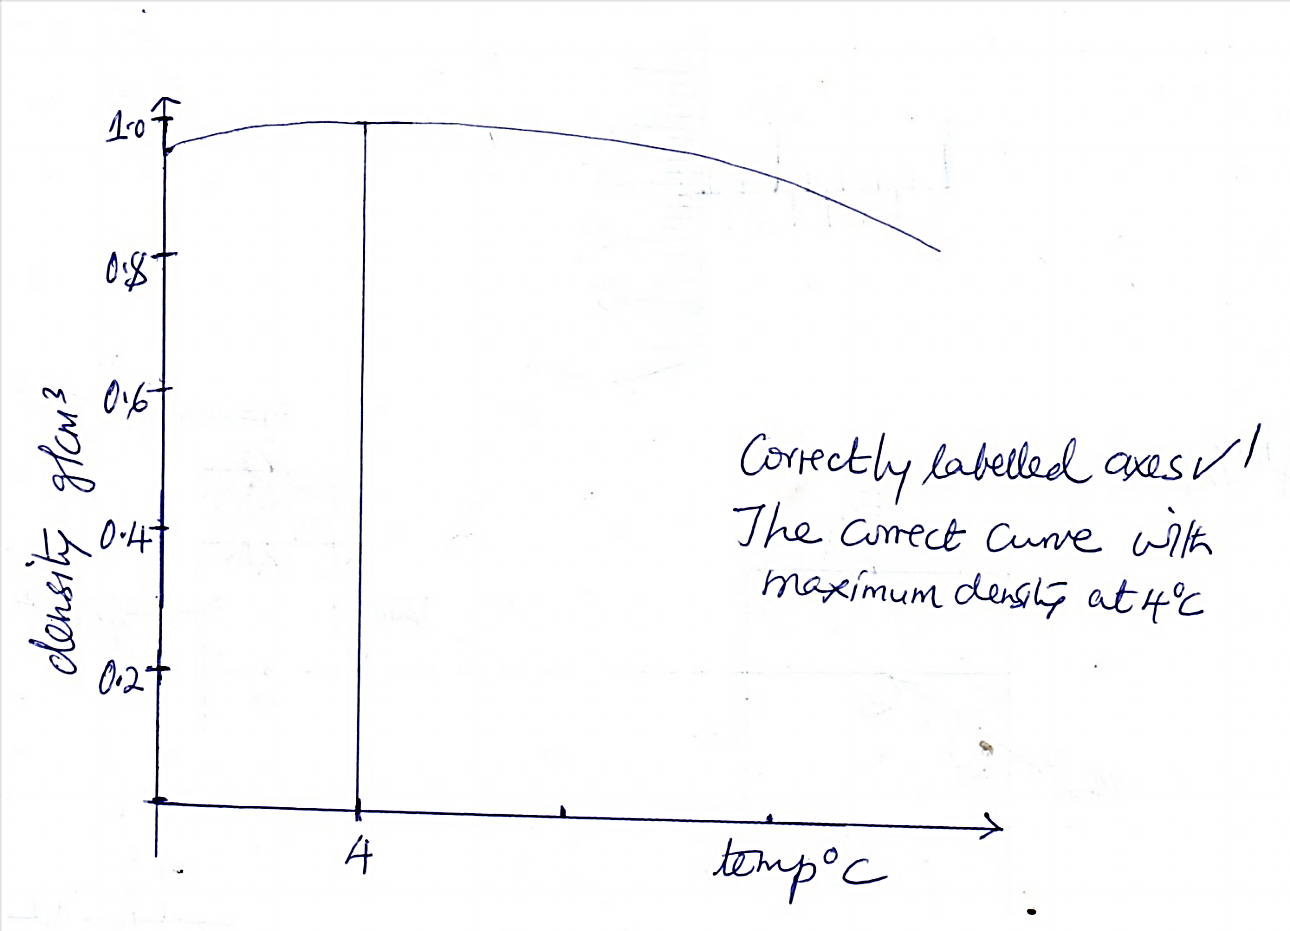 1.0
0.8
0.6
0.4
0.2
density g/cm³
4
temp°C
Correctly labelled axes ✓ 1
The correct curve with
maximum density at 4°C